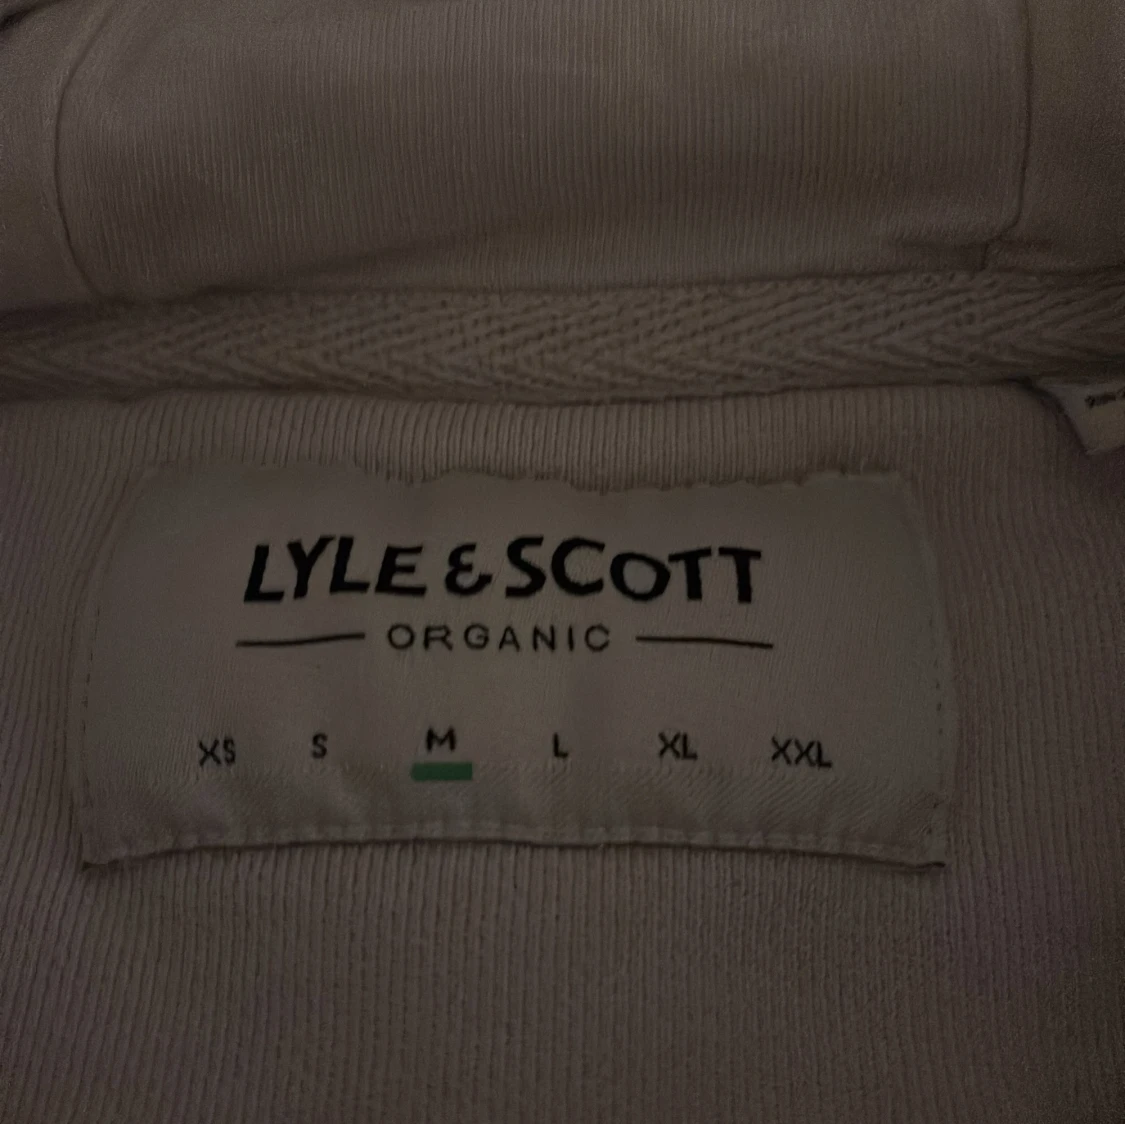 LYLE & SCOTT
ORGANIC
XS S M L XL XXL